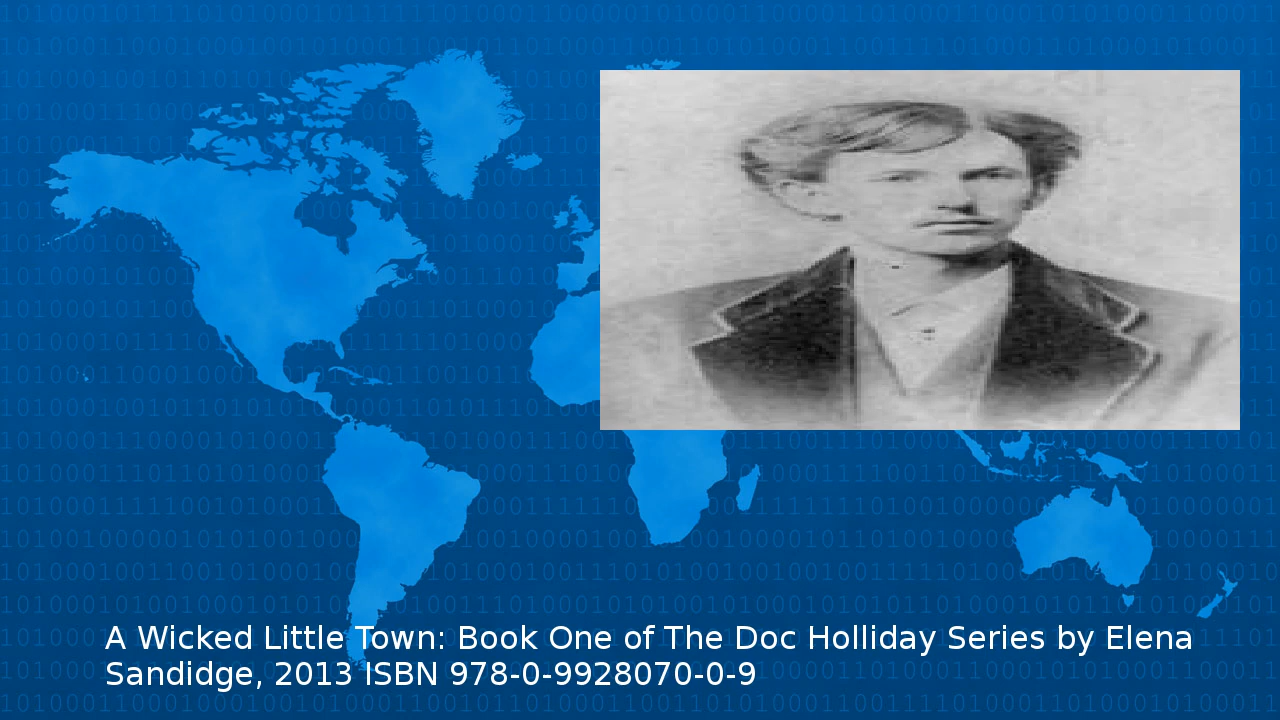 A Wicked Little Town: Book One of The Doc Holliday Series by Elena
Sandidge, 2013 ISBN 978-0-9928070-0-9